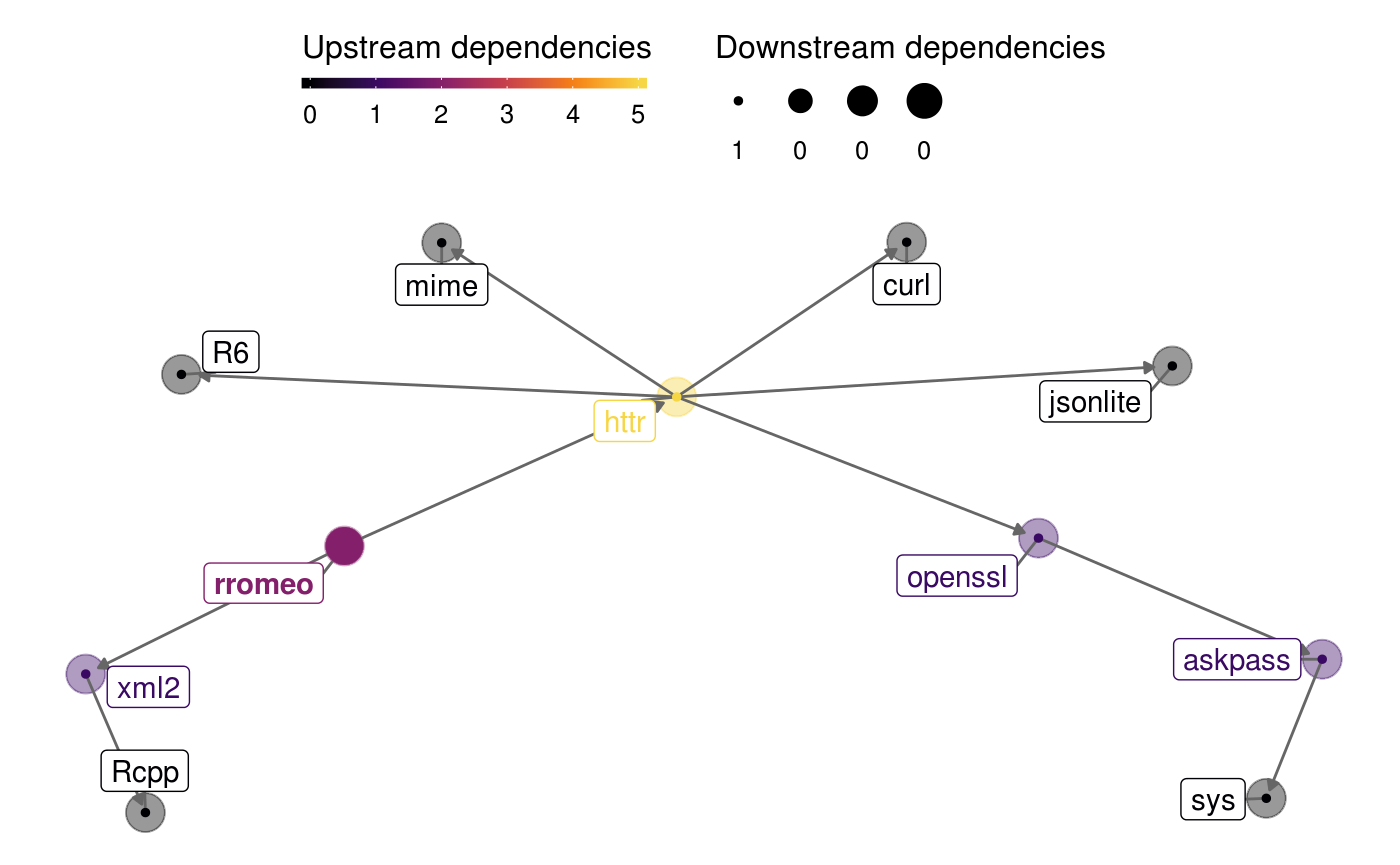 Upstream dependencies
0 1 2 3 4 5
Downstream dependencies
1 0 0 0
mime
curl
R6
jsonlite
httr
openssl
rromeo
askpass
xml2
Rcpp
sys